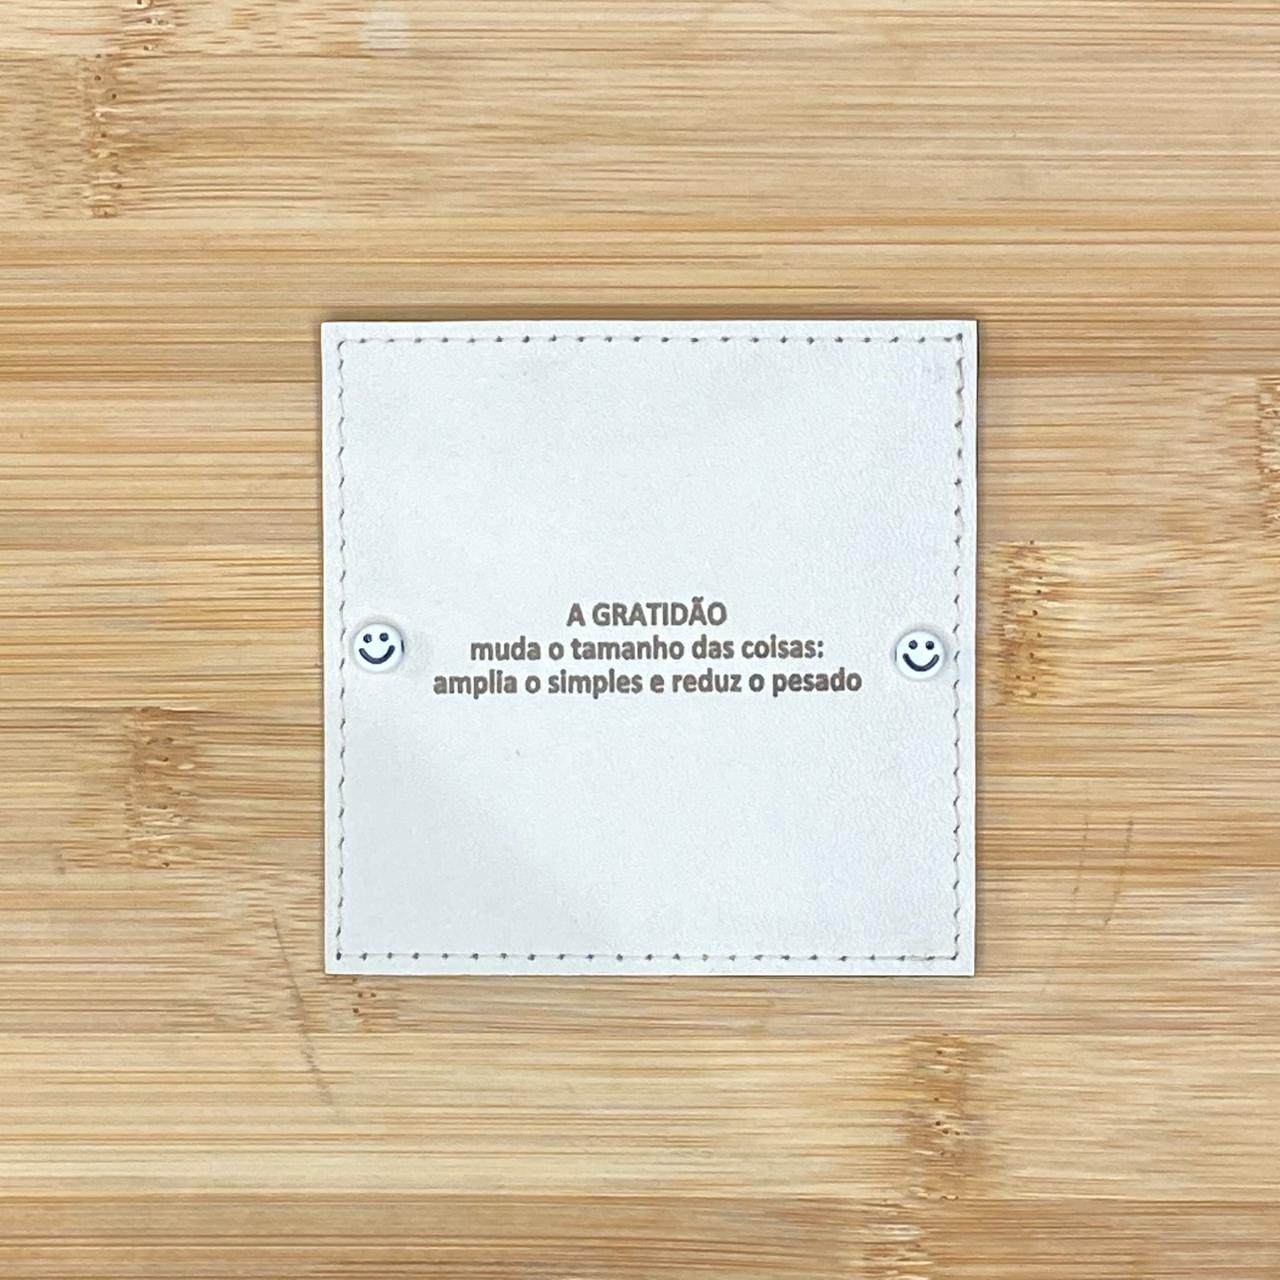 A GRATIDÃO
muda o tamanho das coisas:
amplia o simples e reduz o pesado